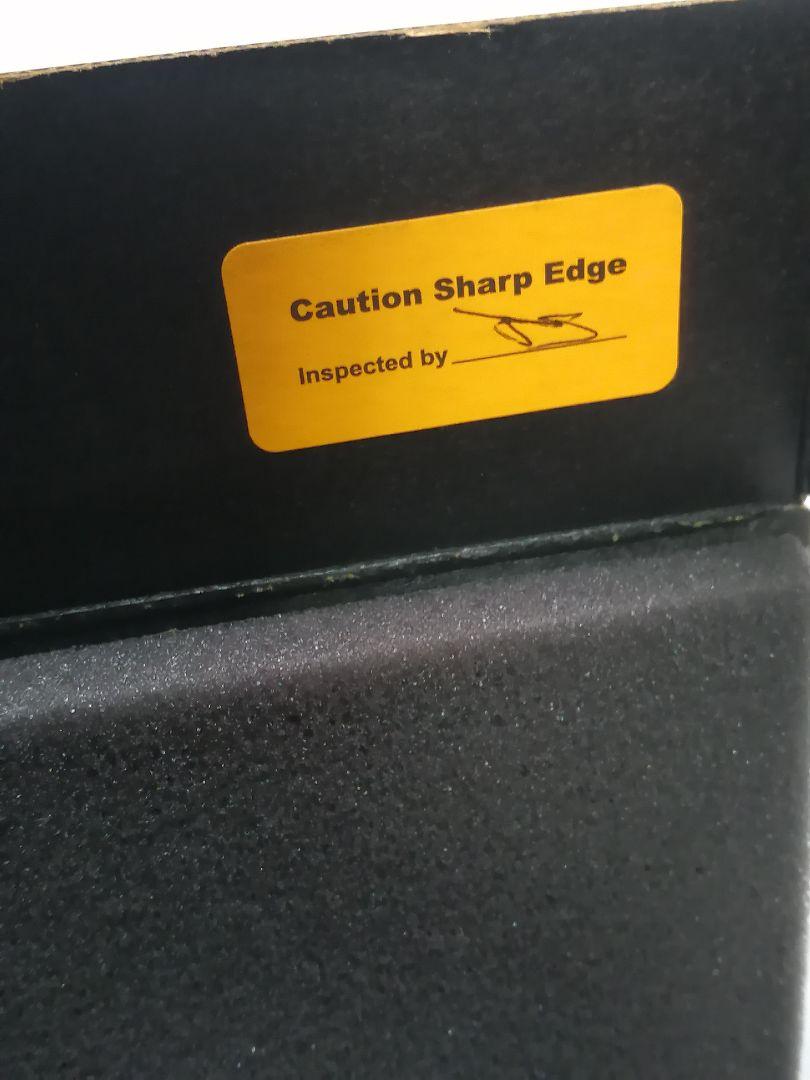 Caution Sharp Edge
Inspected by